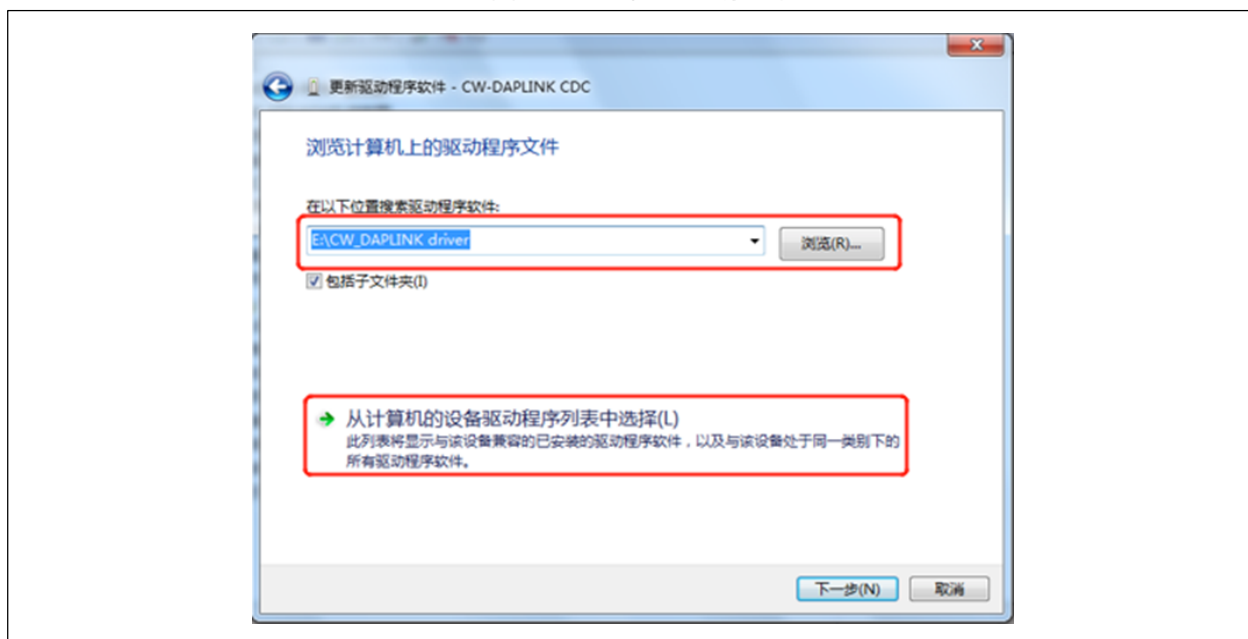 更新驱动程序软件 - CW-DAPLINK CDC
浏览计算机上的驱动程序文件
在以下位置搜索驱动程序软件:
E:\CW_DAPLINK driver
浏览(R)...
包括子文件夹(I)
从计算机的设备驱动程序列表中选择(L)
此列表将显示与该设备兼容的已安装的驱动程序软件，以及与该设备处于同一类别下的
所有驱动程序软件。
下一步(N)
取消